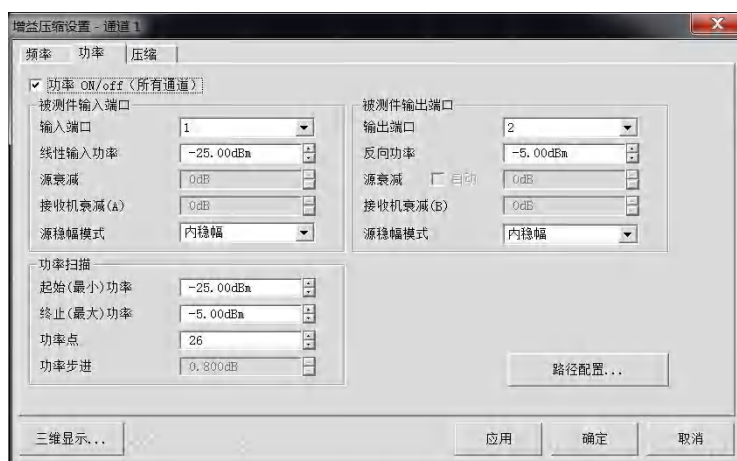 增益压缩设置 - 通道 1
频率 功率 压缩
功率 ON/off（所有通道）
被测件输入端口
输入端口 1
线性输入功率 -25.00dBm
源衰减 0dB
接收机衰减(A) 0dB
源稳幅模式 内稳幅
被测件输出端口
输出端口 2
反向功率 -5.00dBm
源衰减 自动 0dB
接收机衰减(B) 0dB
源稳幅模式 内稳幅
功率扫描
起始(最小)功率 -25.00dBm
终止(最大)功率 -5.00dBm
功率点 26
功率步进 0.800dB
路径配置...
三维显示... 应用 确定 取消